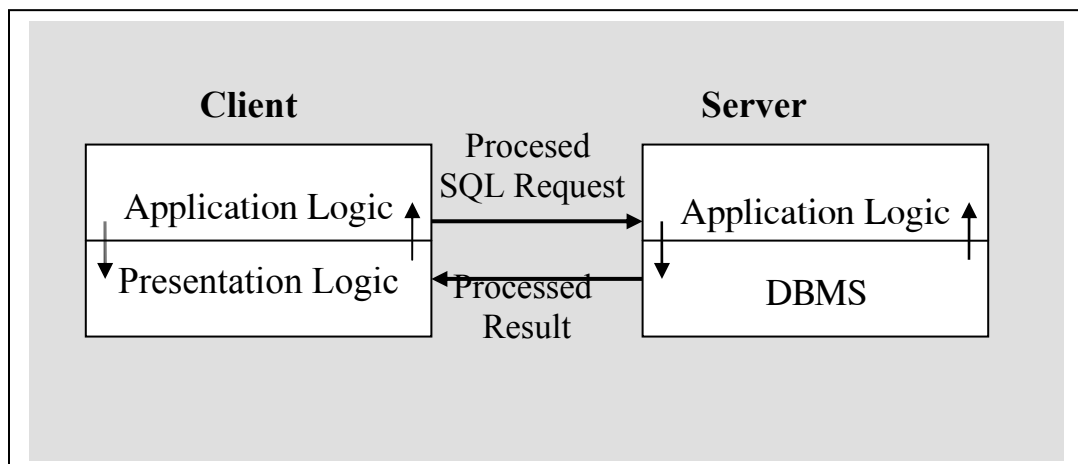 Client
Server
Procesed
SQL Request
Application Logic
Presentation Logic
Processed
Result
Application Logic
DBMS